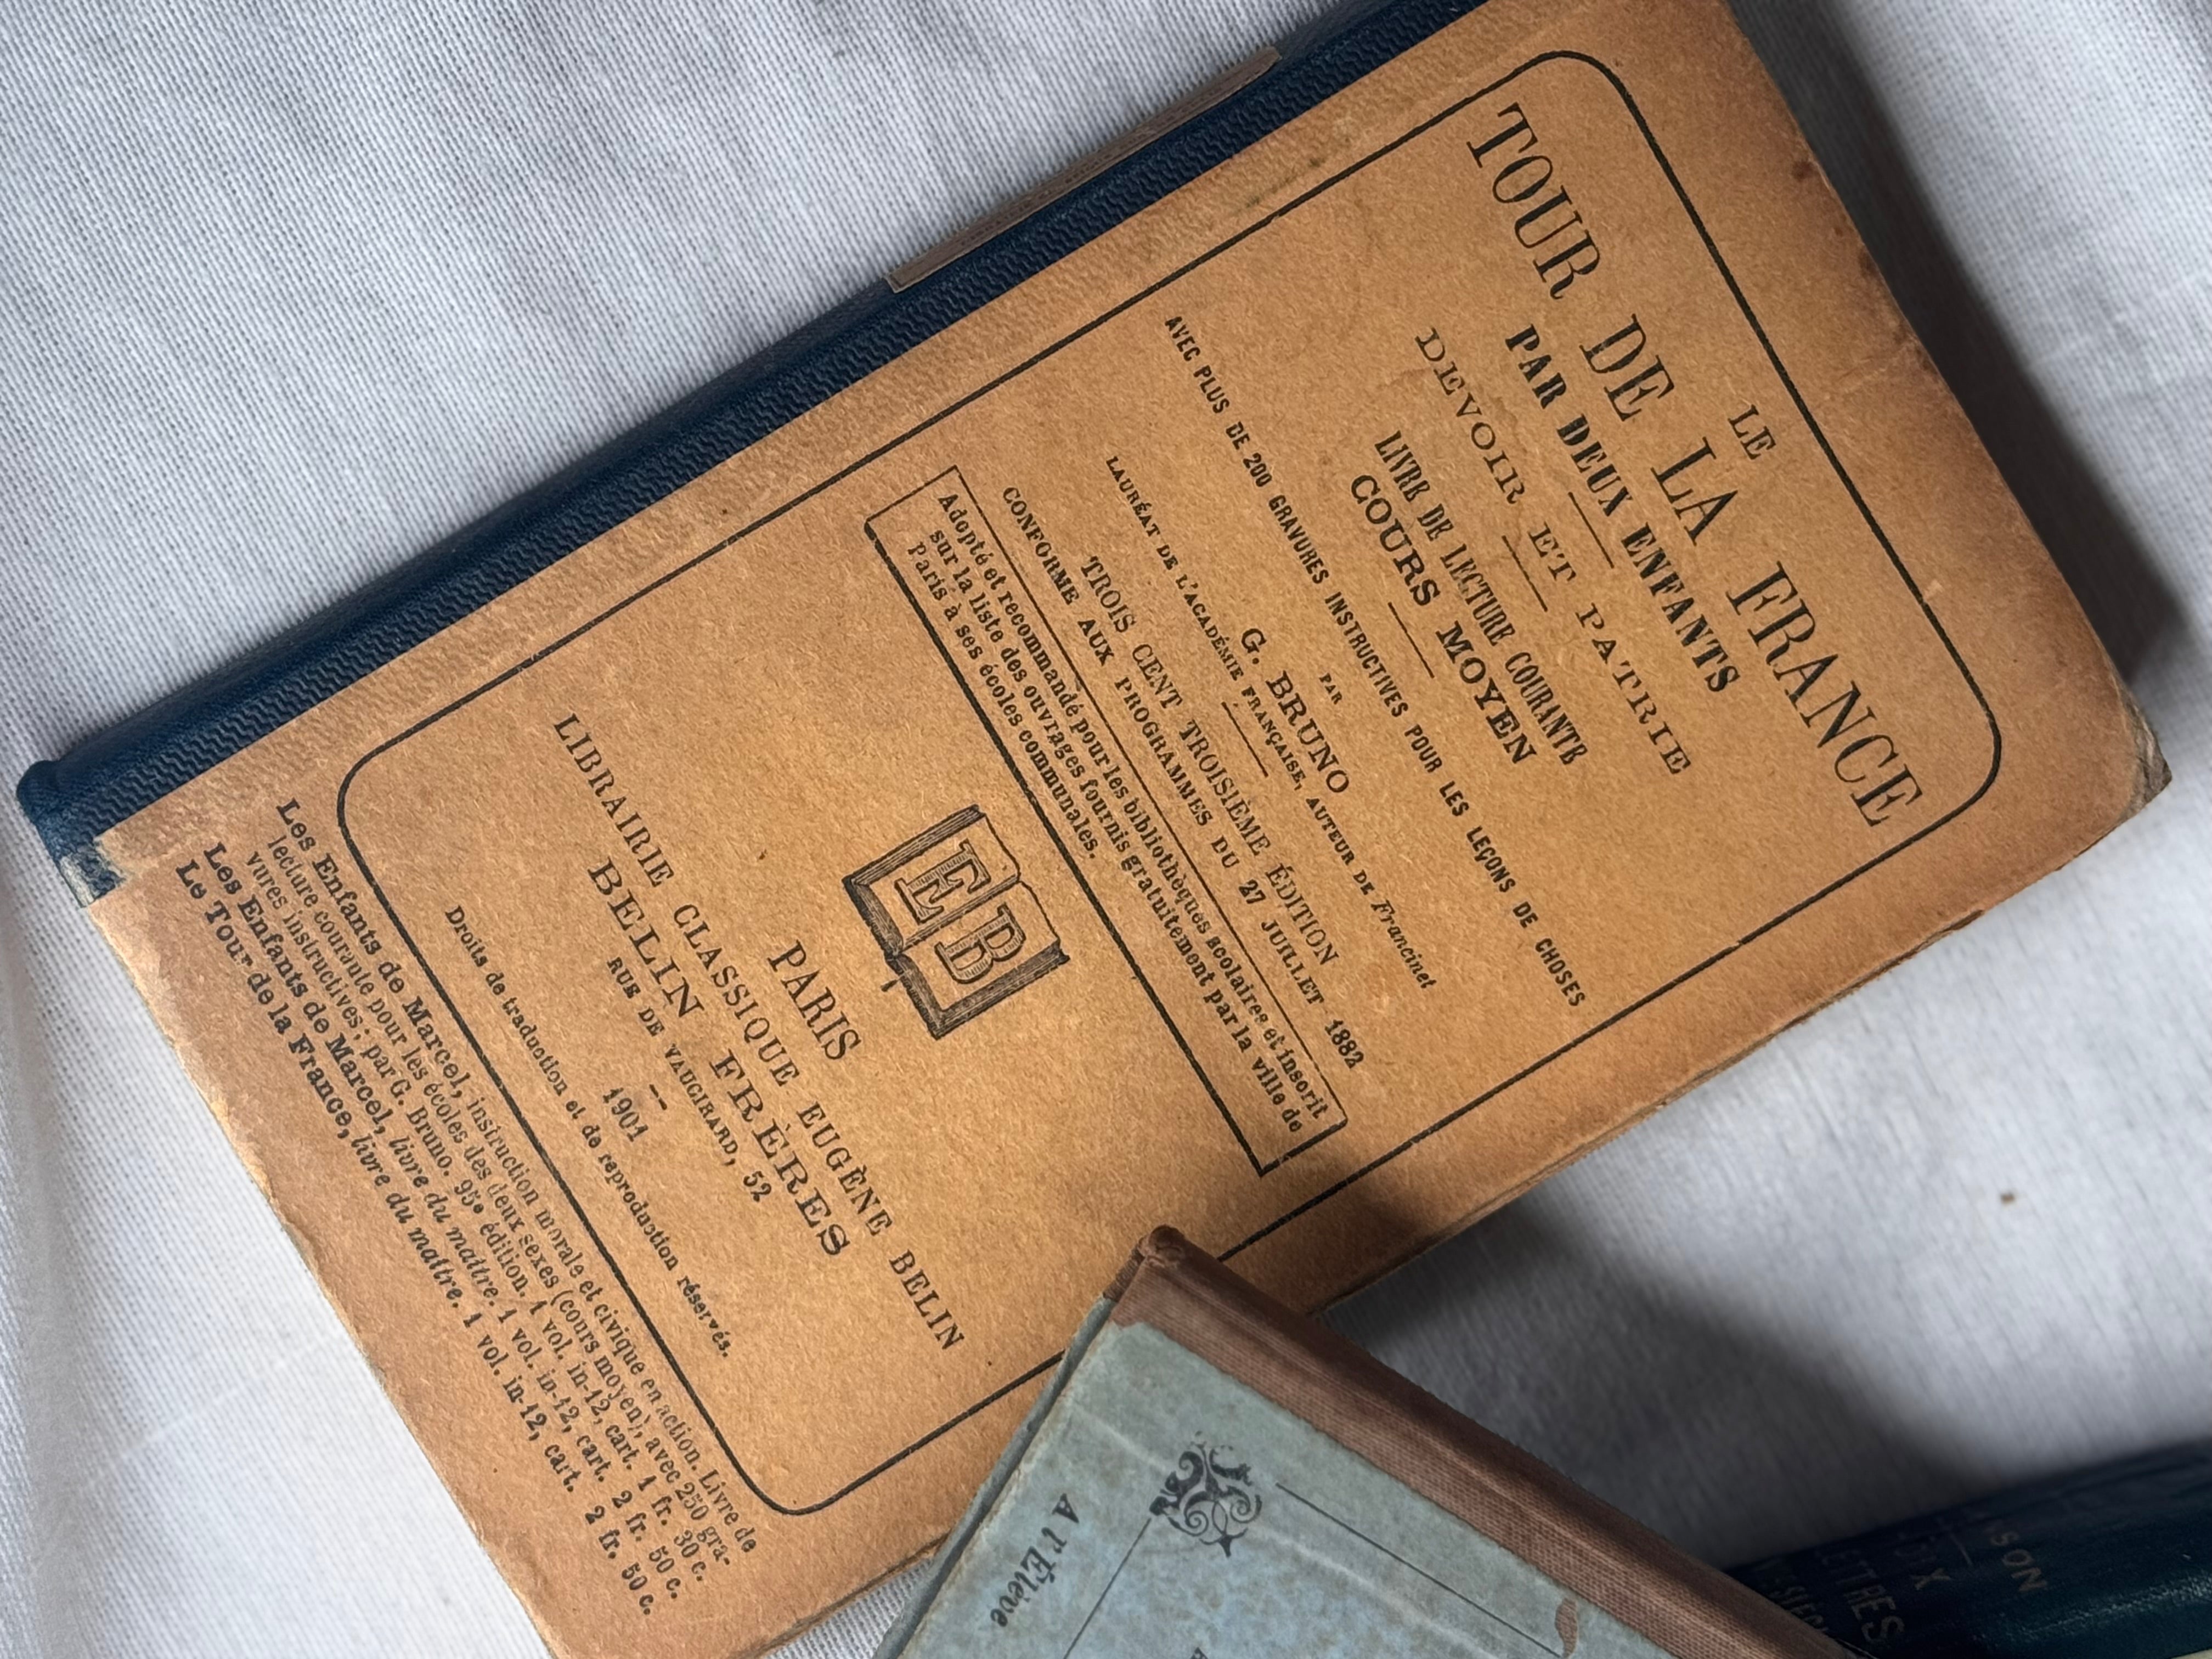 LE
TOUR DE LA FRANCE
PAR DEUX ENFANTS
DEVOIR ET PATRIE
LIVRE DE LECTURE COURANTE
COURS MOYEN
AVEC PLUS DE 200 GRAVURES INSTRUCTIVES POUR LES LEÇONS DE CHOSES
PAR
G. BRUNO
LAURÉAT DE L'ACADÉMIE FRANÇAISE, AUTEUR DE Francinet
TROIS CENT TROISIÈME ÉDITION
CONFORME AUX PROGRAMMES DU 27 JUILLET 1882
Adopté et recommandé pour les bibliothèques scolaires et inscrit
sur la liste des ouvrages fournis gratuitement par la ville de
Paris à ses écoles communales.
EB
PARIS
LIBRAIRIE CLASSIQUE EUGÈNE BELIN
BELIN FRÈRES
RUE DE VAUGIRARD, 52
1901
Droits de traduction et de reproduction réservés.
Les Enfants de Marcel, instruction morale et civique en action. Livre de
lecture courante pour les écoles des deux sexes (cours moyen), avec 250 gra-
vures instructives; par G. Bruno. 95e édition. 1 vol. in-12, cart. 1 fr. 30 c.
Les Enfants de Marcel, livre du maître. 1 vol. in-12, cart. 2 fr. 50 c.
Le Tour de la France, livre du maître. 1 vol. in-12, cart. 2 fr. 50 c.
A l'Élève